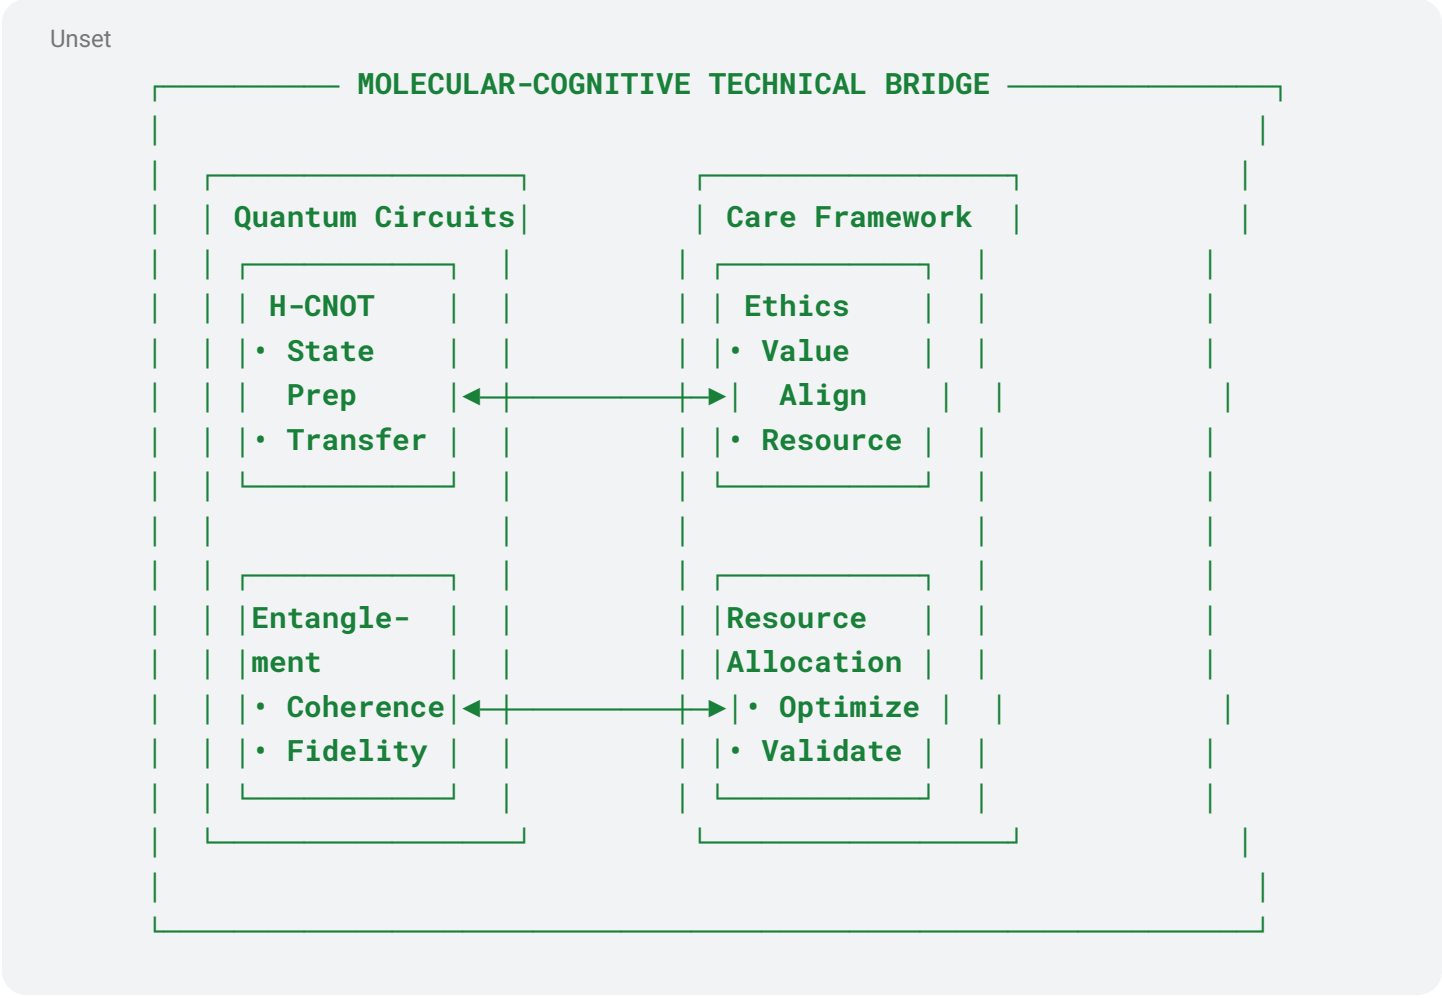 Unset
MOLECULAR-COGNITIVE TECHNICAL BRIDGE
Quantum Circuits Care Framework
H-CNOT Ethics
• State • Value
Prep Align
• Transfer • Resource
Entangle- Resource
ment Allocation
• Coherence • Optimize
• Fidelity • Validate